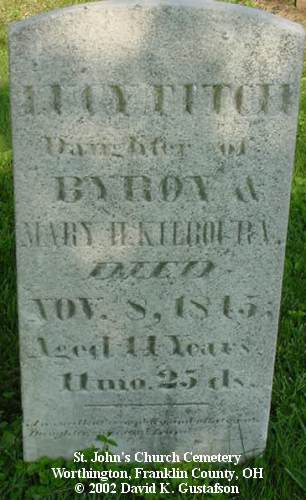 LUCY FITCH
Daughter of
BYRON &
MARY H. KILBOURN.
DIED
NOV. 8, 1845;
Aged 11 Years
11 mo. 25 ds.
St. John's Church Cemetery
Worthington, Franklin County, OH
© 2002 David K. Gustafson